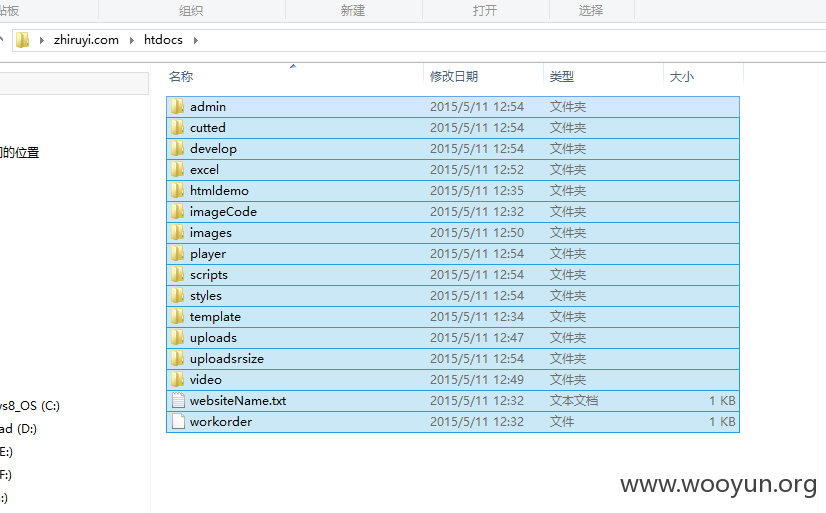 贴板 组织 新建 打开 选择
zhiruyi.com htdocs
名称 修改日期 类型 大小
admin 2015/5/11 12:54 文件夹
cutted 2015/5/11 12:54 文件夹
develop 2015/5/11 12:54 文件夹
的位置
excel 2015/5/11 12:52 文件夹
htmldemo 2015/5/11 12:35 文件夹
imageCode 2015/5/11 12:32 文件夹
images 2015/5/11 12:50 文件夹
player 2015/5/11 12:54 文件夹
scripts 2015/5/11 12:54 文件夹
styles 2015/5/11 12:54 文件夹
template 2015/5/11 12:34 文件夹
uploads 2015/5/11 12:47 文件夹
uploadsrsize 2015/5/11 12:54 文件夹
video 2015/5/11 12:49 文件夹
websiteName.txt 2015/5/11 12:32 文本文档 1 KB
ws8_OS (C:)
workorder 2015/5/11 12:32 文件 1 KB
ad (D:)
E:)
F:)
:)
www.wooyun.org